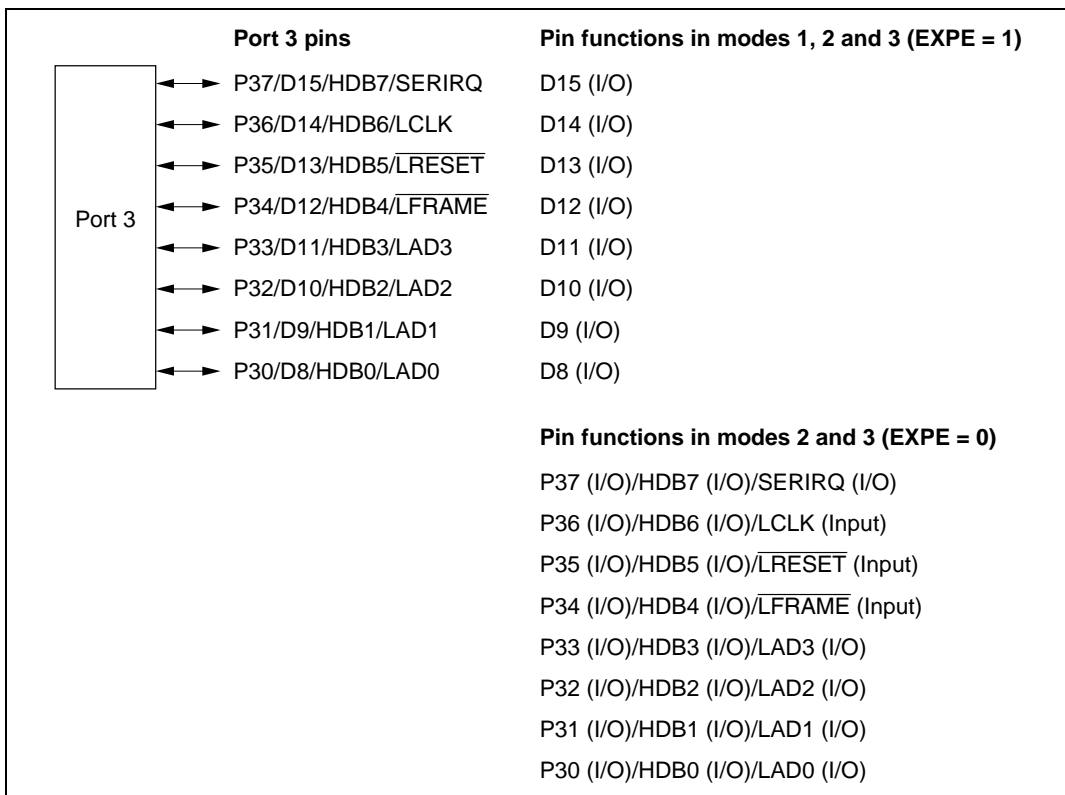 Port 3 pins Pin functions in modes 1, 2 and 3 (EXPE = 1)
P37/D15/HDB7/SERIRQ D15 (I/O)
P36/D14/HDB6/LCLK D14 (I/O)
P35/D13/HDB5/L̅R̅E̅S̅E̅T̅ D13 (I/O)
P34/D12/HDB4/L̅F̅R̅A̅M̅E̅ D12 (I/O)
Port 3
P33/D11/HDB3/LAD3 D11 (I/O)
P32/D10/HDB2/LAD2 D10 (I/O)
P31/D9/HDB1/LAD1 D9 (I/O)
P30/D8/HDB0/LAD0 D8 (I/O)
Pin functions in modes 2 and 3 (EXPE = 0)
P37 (I/O)/HDB7 (I/O)/SERIRQ (I/O)
P36 (I/O)/HDB6 (I/O)/LCLK (Input)
P35 (I/O)/HDB5 (I/O)/L̅R̅E̅S̅E̅T̅ (Input)
P34 (I/O)/HDB4 (I/O)/L̅F̅R̅A̅M̅E̅ (Input)
P33 (I/O)/HDB3 (I/O)/LAD3 (I/O)
P32 (I/O)/HDB2 (I/O)/LAD2 (I/O)
P31 (I/O)/HDB1 (I/O)/LAD1 (I/O)
P30 (I/O)/HDB0 (I/O)/LAD0 (I/O)